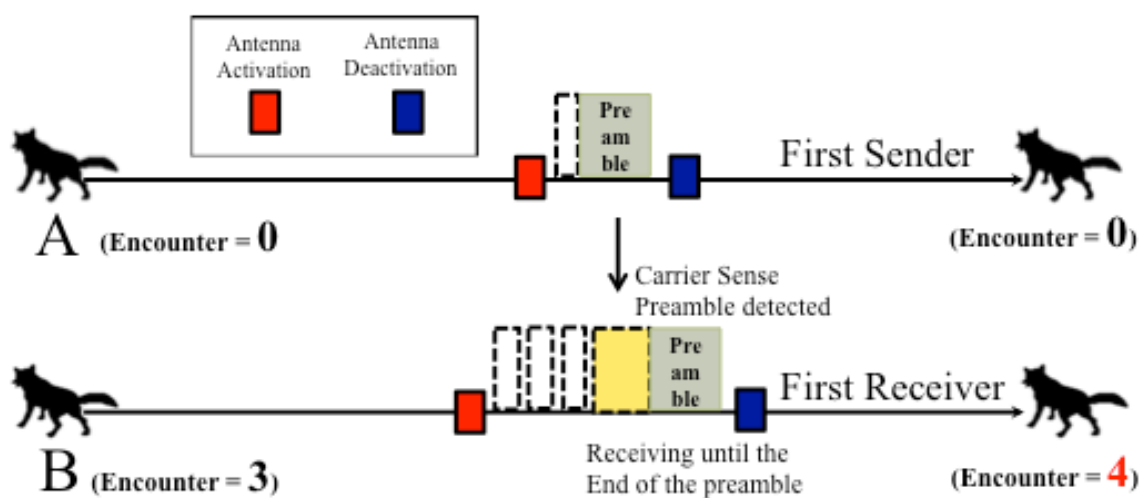 Antenna
Activation
Antenna
Deactivation
Pre
am
ble
First Sender
A (Encounter = 0
(Encounter = 0)
Carrier Sense
Preamble detected
Pre
am
ble
First Receiver
B (Encounter = 3)
Receiving until the
End of the preamble
(Encounter = 4)